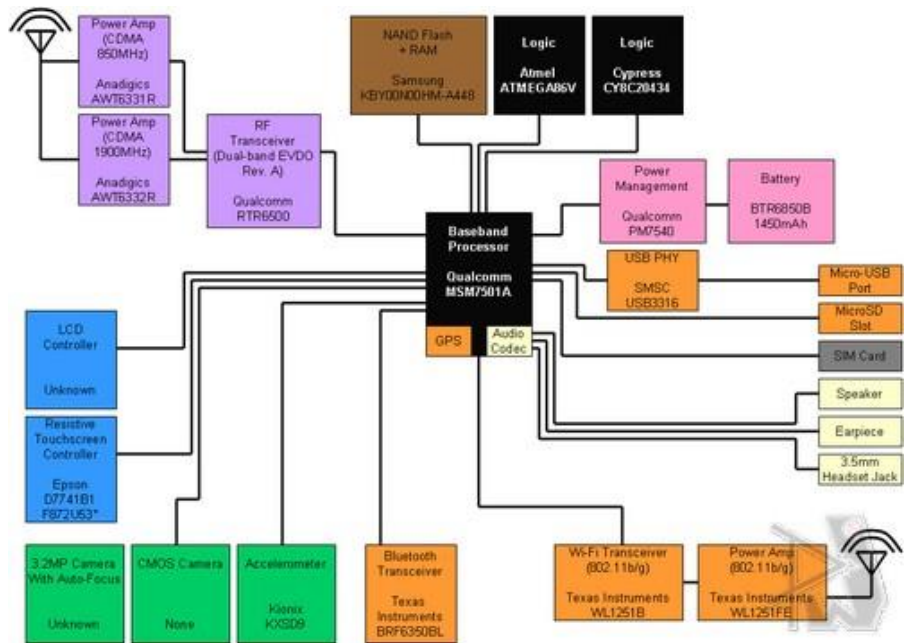 Power Amp
(CDMA
850MHz)
Anadigics
AWT6331R
Power Amp
(CDMA
1900MHz)
Anadigics
AWT6332R
RF
Transceiver
(Dual-band EVDO
Rev. A)
Qualcomm
RTR6500
NAND Flash
+ RAM
Samsung
KBY00N00HM-A448
Logic
Atmel
ATMEGA86V
Logic
Cypress
CY8C20434
Power
Management
Qualcomm
PM7540
Battery
BTR6850B
1450mAh
Baseband
Processor
Qualcomm
MSM7501A
GPS
Audio
Codec
USB PHY
SMSC
USB3316
Micro-USB
Port
MicroSD
Slot
SIM Card
Speaker
Earpiece
3.5mm
Headset Jack
LCD
Controller
Unknown
Resistive
Touchscreen
Controller
Epson
D7741B1
F872U53*
3.2MP Camera
With Auto-Focus
Unknown
CMOS Camera
None
Accelerometer
Kionix
KXSD9
Bluetooth
Transceiver
Texas
Instruments
BRF6350BL
Wi-Fi Transceiver
(802.11b/g)
Texas Instruments
WL1251B
Power Amp
(802.11b/g)
Texas Instruments
WL1251FE